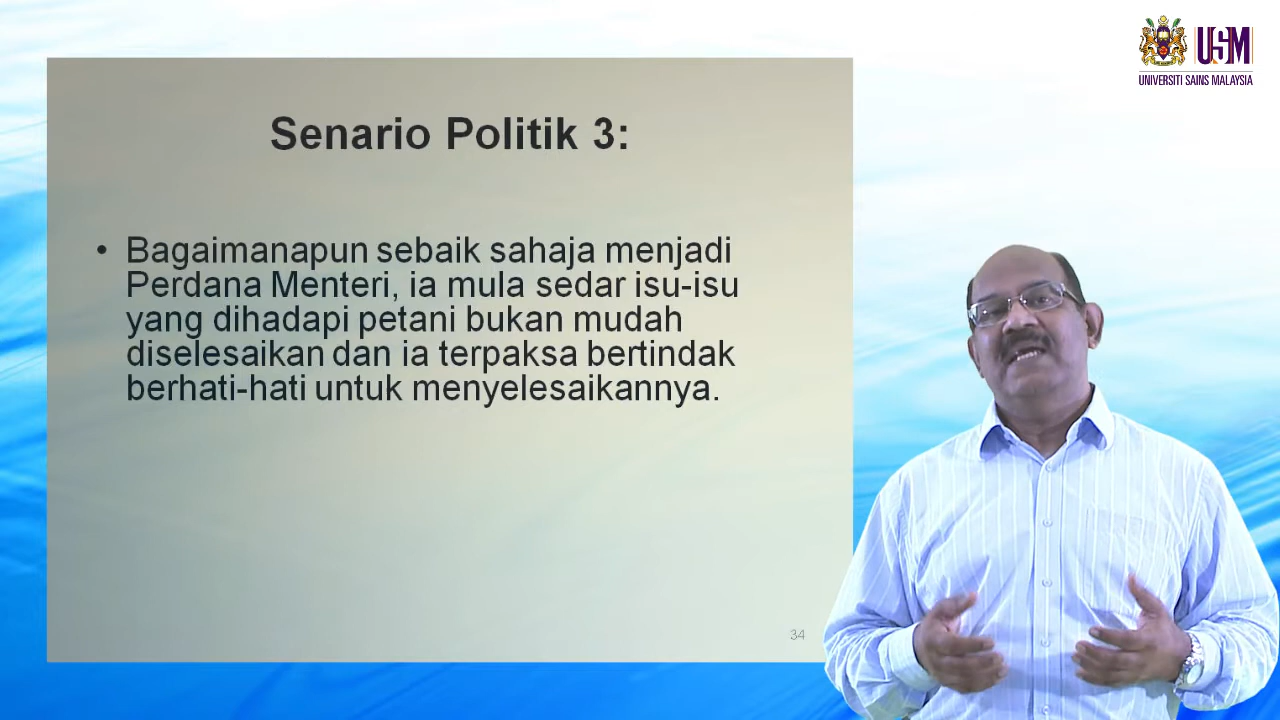 USM
UNIVERSITI SAINS MALAYSIA
Senario Politik 3:
• Bagaimanapun sebaik sahaja menjadi
Perdana Menteri, ia mula sedar isu-isu
yang dihadapi petani bukan mudah
diselesaikan dan ia terpaksa bertindak
berhati-hati untuk menyelesaikannya.
34